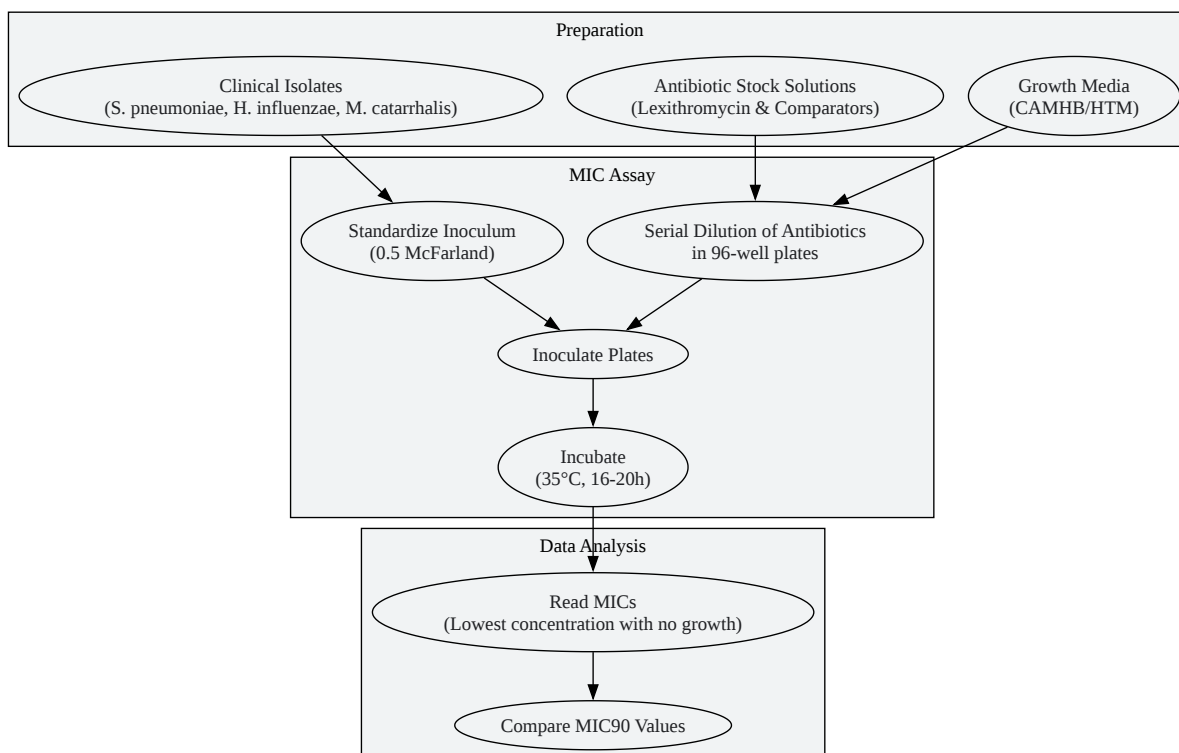 Preparation
Clinical Isolates
(S. pneumoniae, H. influenzae, M. catarrhalis)
Antibiotic Stock Solutions
(Lexithromycin & Comparators)
Growth Media
(CAMHB/HTM)
MIC Assay
Standardize Inoculum
(0.5 McFarland)
Serial Dilution of Antibiotics
in 96-well plates
Inoculate Plates
Incubate
(35°C, 16-20h)
Data Analysis
Read MICs
(Lowest concentration with no growth)
Compare MIC90 Values